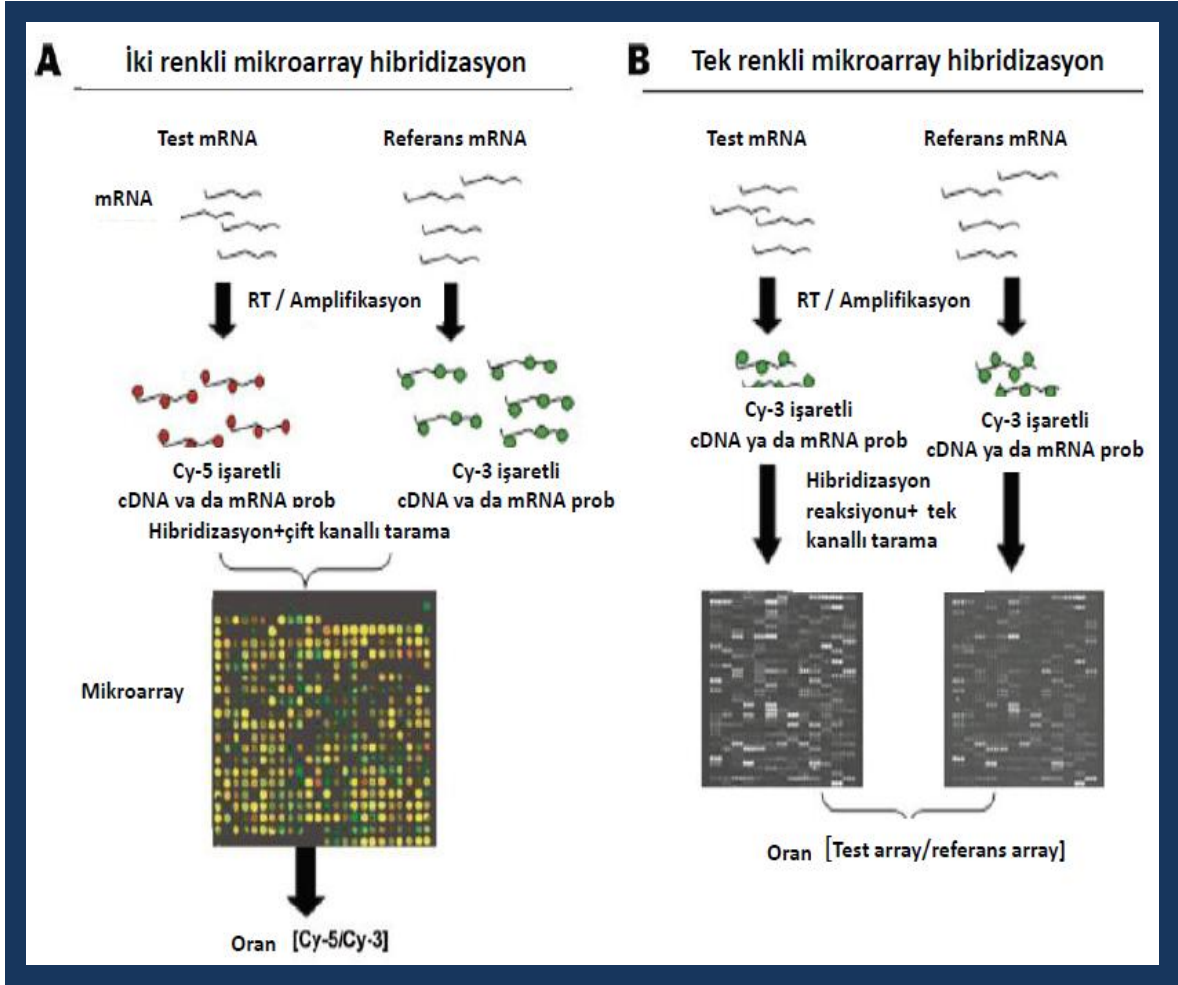 A İki renkli mikroarray hibridizasyon
Test mRNA Referans mRNA
mRNA
RT / Amplifikasyon
Cy-5 işaretli
cDNA va da mRNA prob
Cy-3 işaretli
cDNA va da mRNA prob
Hibridizasyon+çift kanallı tarama
Mikroarray
Oran [Cy-5/Cy-3]
B Tek renkli mikroarray hibridizasyon
Test mRNA Referans mRNA
RT / Amplifikasyon
Cy-3 işaretli
cDNA ya da mRNA prob
Cy-3 işaretli
cDNA ya da mRNA prob
Hibridizasyon
reaksiyonu+ tek
kanallı tarama
Oran [Test array/referans array]